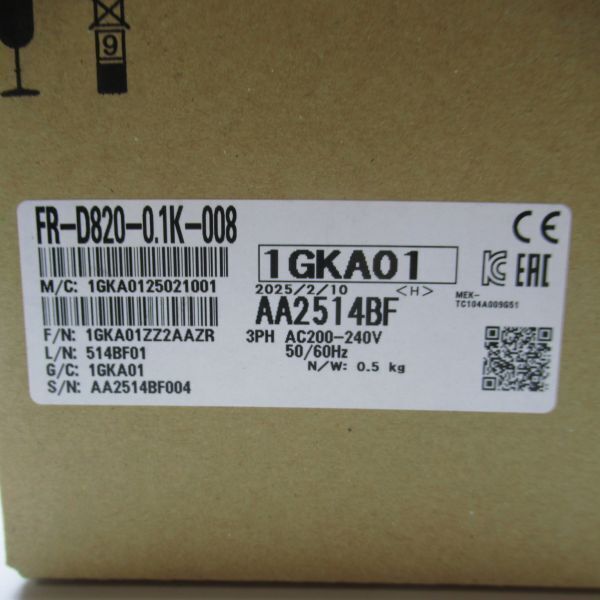 9
FR-D820-0.1K-008
M/C: 1GKA0125021001
F/N: 1GKA01ZZ2AAZR
L/N: 514BF01
G/C: 1GKA01
S/N: AA2514BF004
1GKA01
2025/2/10 <H>
AA2514BF
3PH AC200-240V
50/60Hz
N/W: 0.5 kg
CE
KC EAC
MEK-
TC104A009G51